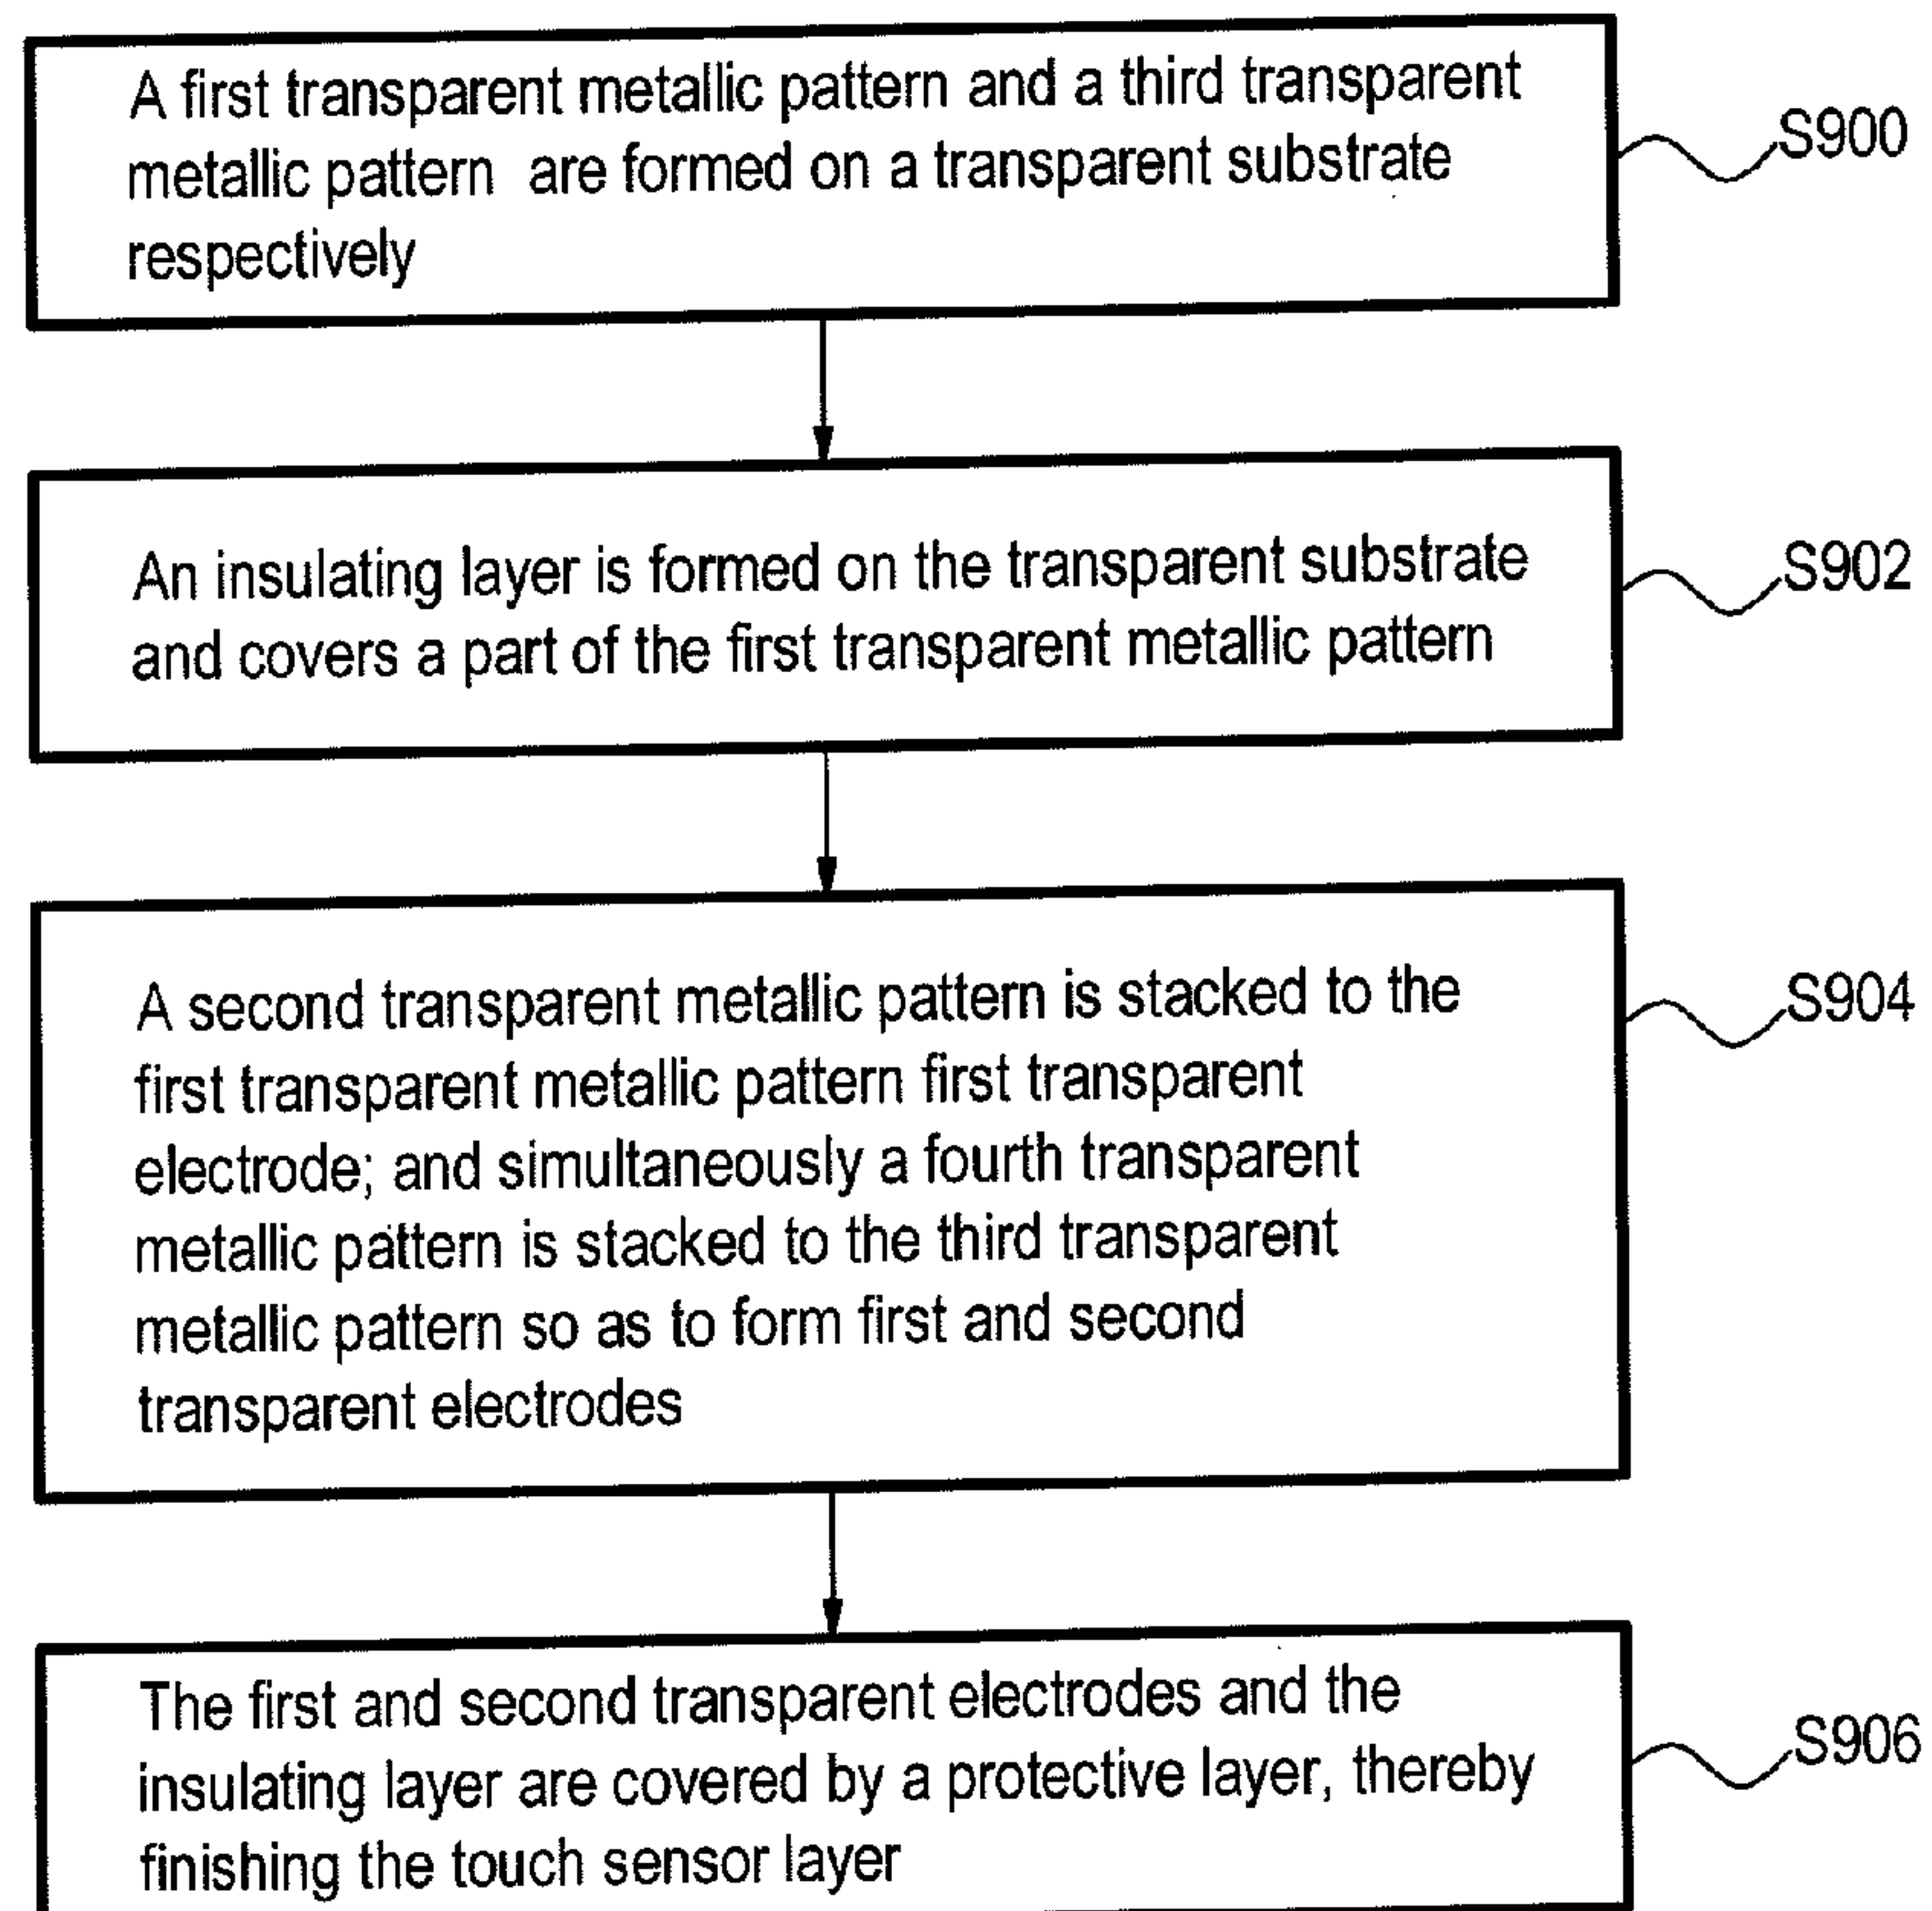 A first transparent metallic pattern and a third transparent
metallic pattern are formed on a transparent substrate
respectively
S900
An insulating layer is formed on the transparent substrate
and covers a part of the first transparent metallic pattern
S902
A second transparent metallic pattern is stacked to the
first transparent metallic pattern first transparent
electrode; and simultaneously a fourth transparent
metallic pattern is stacked to the third transparent
metallic pattern so as to form first and second
transparent electrodes
S904
The first and second transparent electrodes and the
insulating layer are covered by a protective layer, thereby
finishing the touch sensor layer
S906